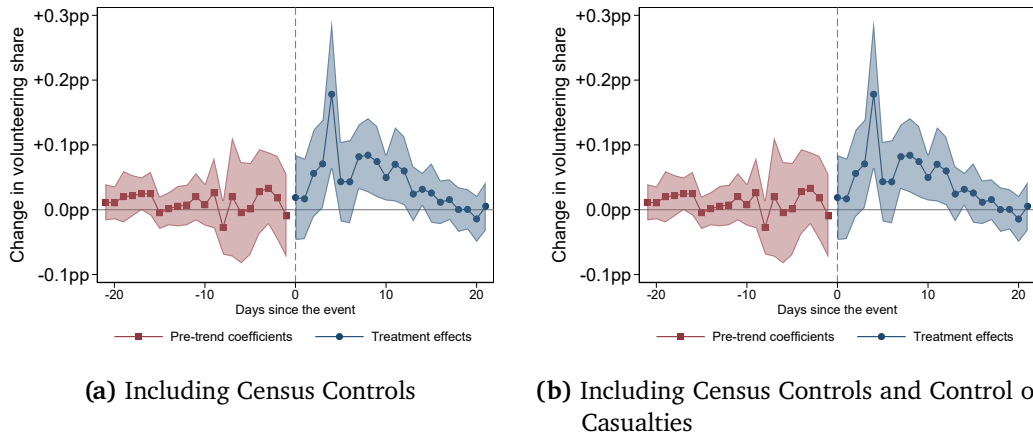 +0.3pp
+0.2pp
+0.1pp
0.0pp
-0.1pp
Change in volunteering share
-20 -10 0 10 20
Days since the event
Pre-trend coefficients Treatment effects
(a) Including Census Controls
+0.3pp
+0.2pp
+0.1pp
0.0pp
-0.1pp
Change in volunteering share
-20 -10 0 10 20
Days since the event
Pre-trend coefficients Treatment effects
(b) Including Census Controls and Control o
Casualties